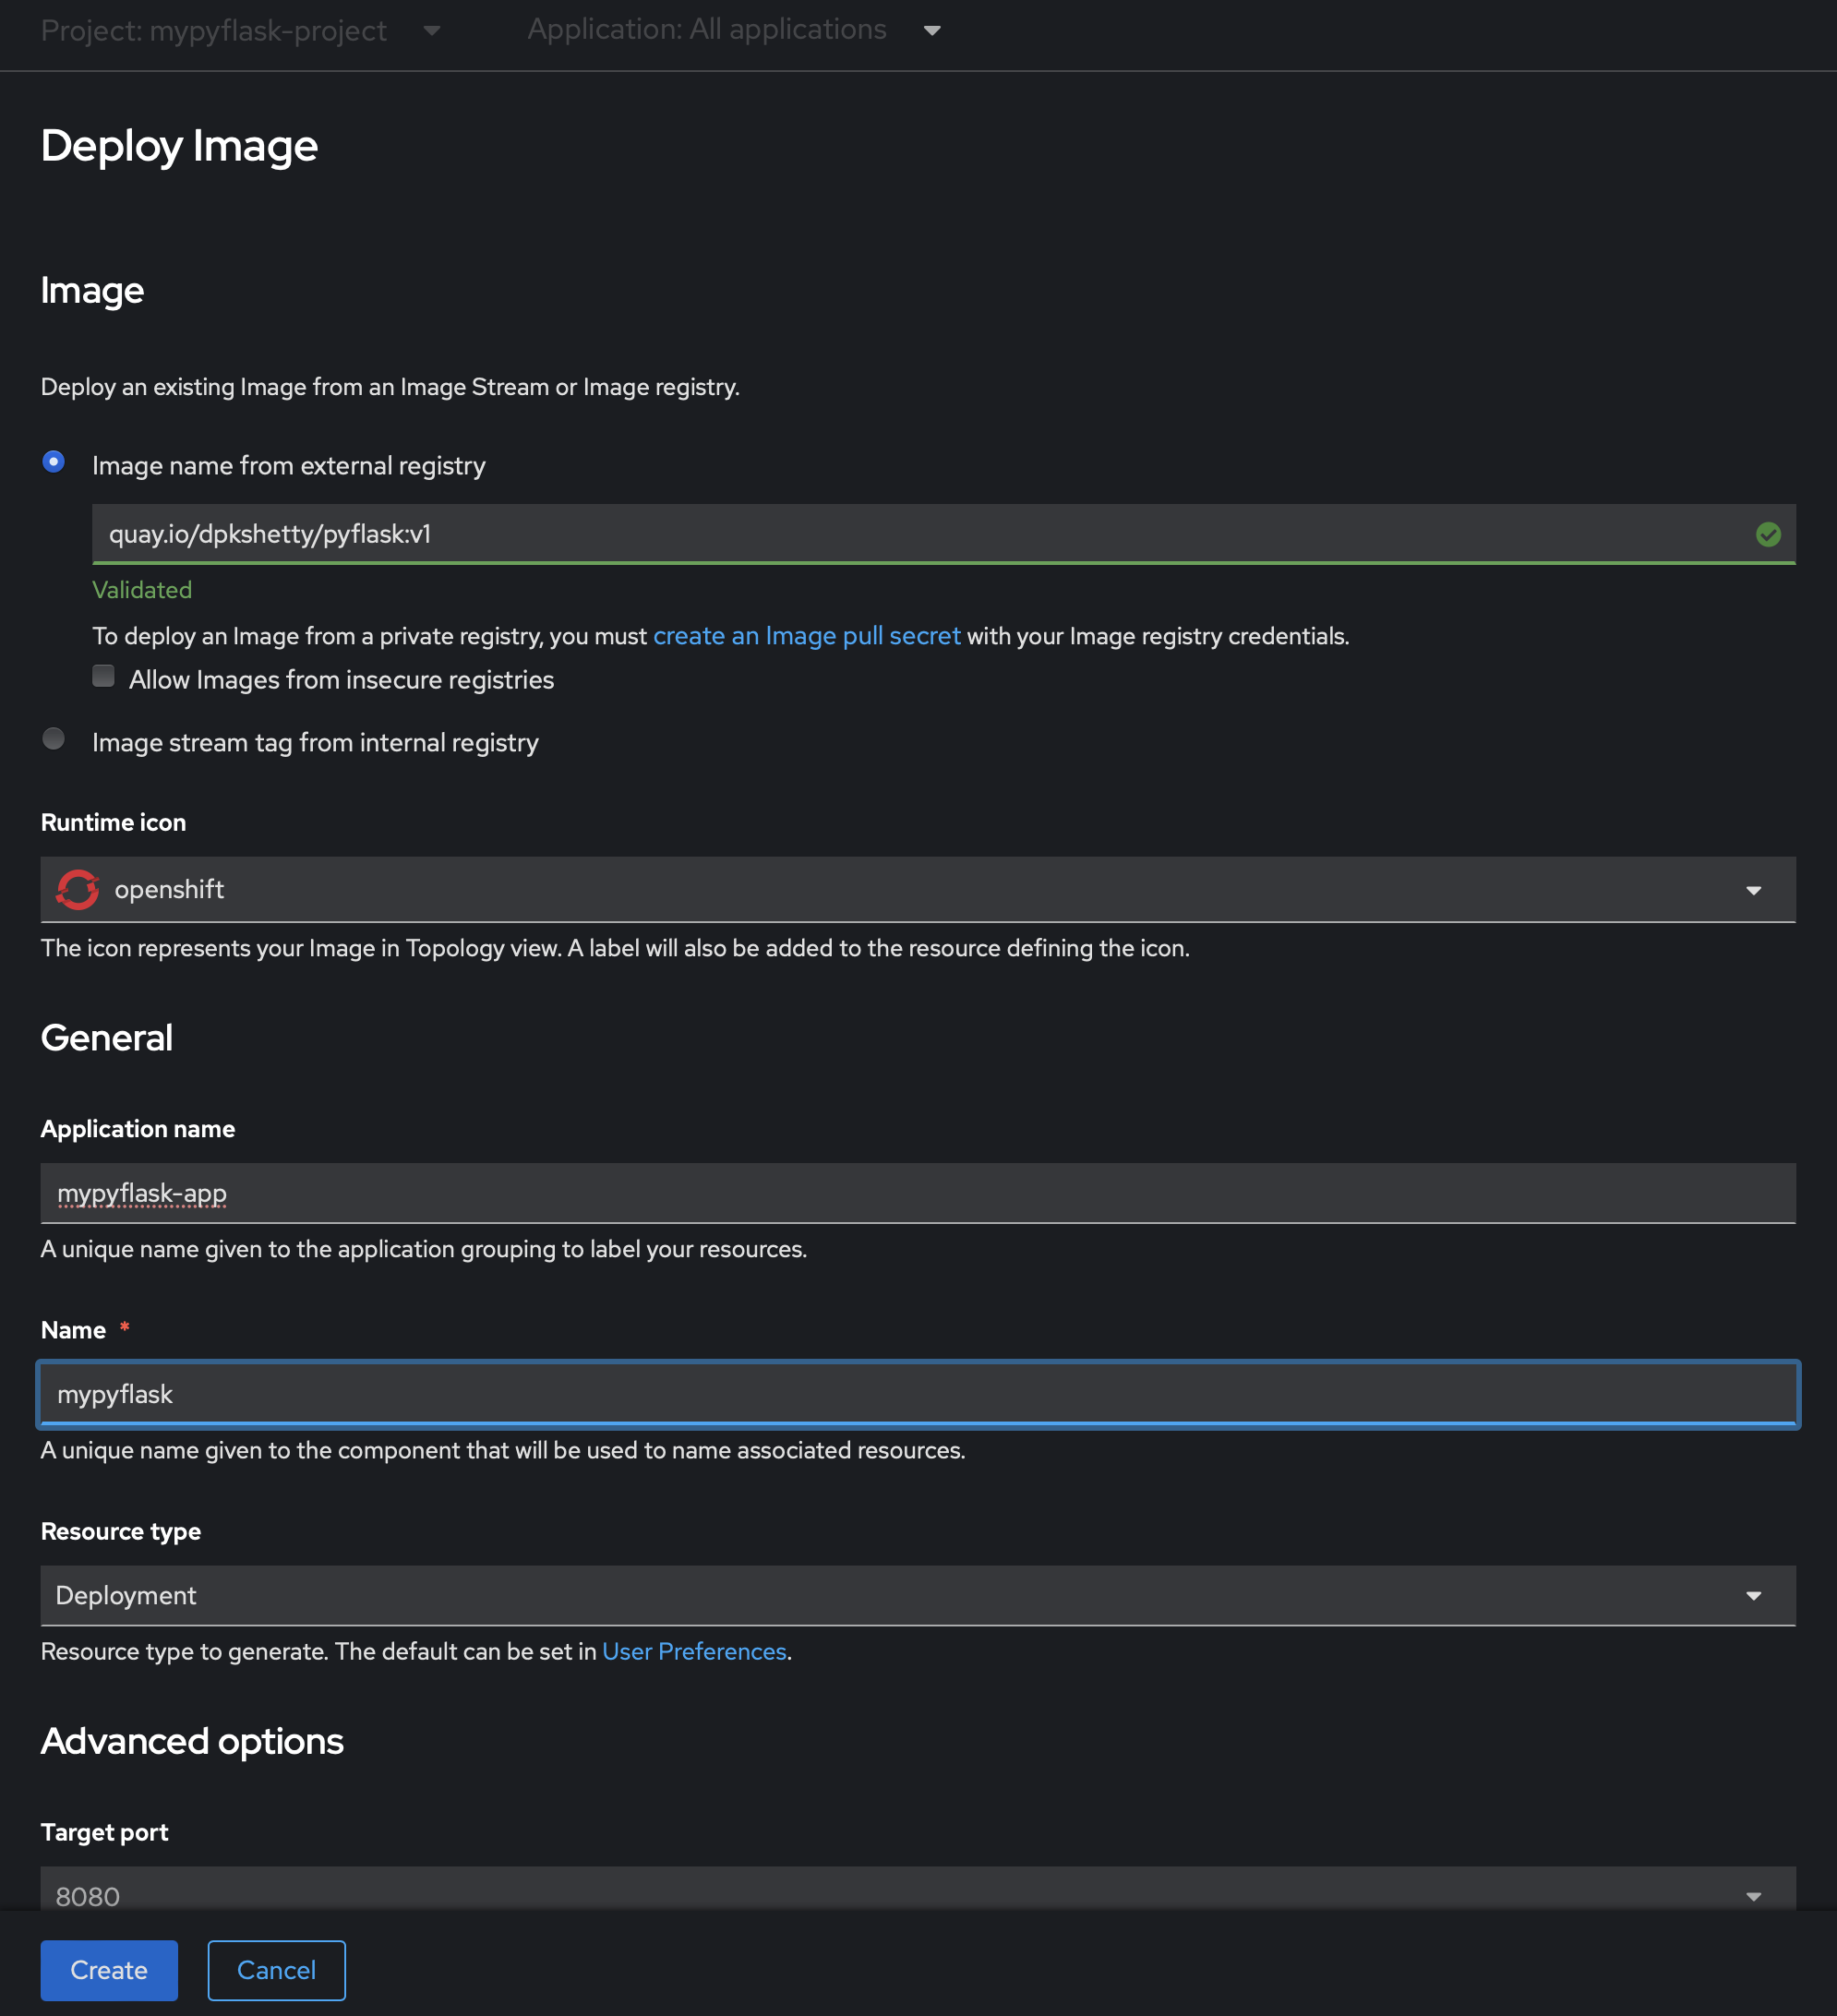 Project: mypyflask-project Application: All applications
Deploy Image
Image
Deploy an existing Image from an Image Stream or Image registry.
Image name from external registry
quay.io/dpkshetty/pyflask:v1
Validated
To deploy an Image from a private registry, you must create an Image pull secret with your Image registry credentials.
Allow Images from insecure registries
Image stream tag from internal registry
Runtime icon
openshift
The icon represents your Image in Topology view. A label will also be added to the resource defining the icon.
General
Application name
mypyflask-app
A unique name given to the application grouping to label your resources.
Name *
mypyflask
A unique name given to the component that will be used to name associated resources.
Resource type
Deployment
Resource type to generate. The default can be set in User Preferences.
Advanced options
Target port
8080
Create Cancel